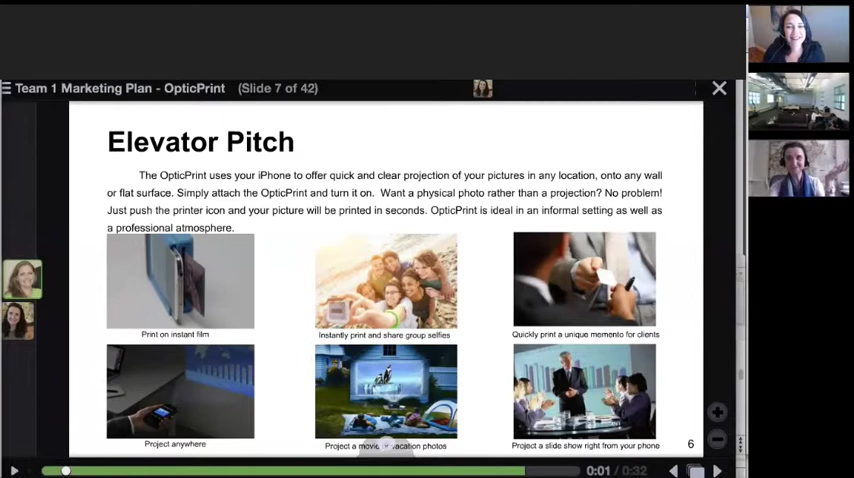 Team 1 Marketing Plan - OpticPrint (Slide 7 of 42)
Elevator Pitch
The OpticPrint uses your iPhone to offer quick and clear projection of your pictures in any location, onto any wall
or flat surface. Simply attach the OpticPrint and turn it on. Want a physical photo rather than a projection? No problem!
Just push the printer icon and your picture will be printed in seconds. OpticPrint is ideal in an informal setting as well as
a professional atmosphere.
Print on instant film
Instantly print and share group selfies
Quickly print a unique memento for clients
Project anywhere
Project a movie or vacation photos
Project a slide show right from your phone
6
0:01 / 0:32